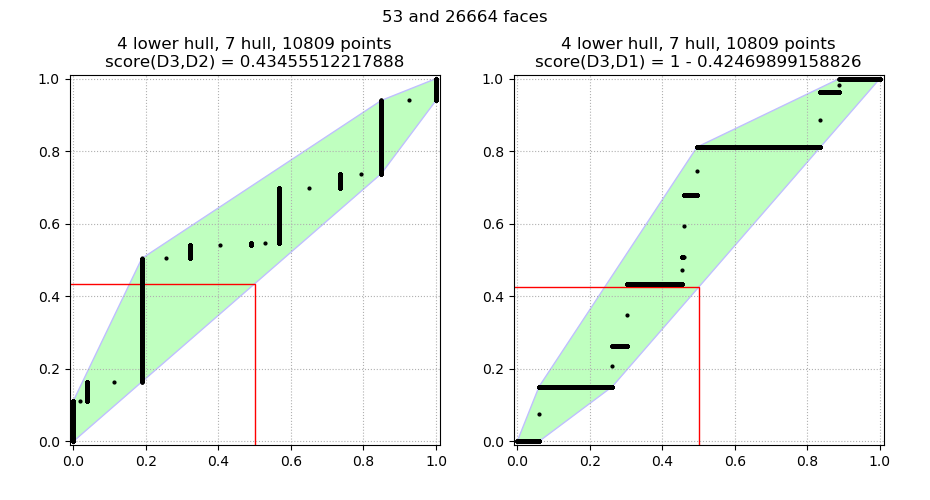 53 and 26664 faces
4 lower hull, 7 hull, 10809 points
score(D3,D2) = 0.43455512217888
4 lower hull, 7 hull, 10809 points
score(D3,D1) = 1 - 0.42469899158826
1.0
0.8
0.6
0.4
0.2
0.0
0.0 0.2 0.4 0.6 0.8 1.0
1.0
0.8
0.6
0.4
0.2
0.0
0.0 0.2 0.4 0.6 0.8 1.0